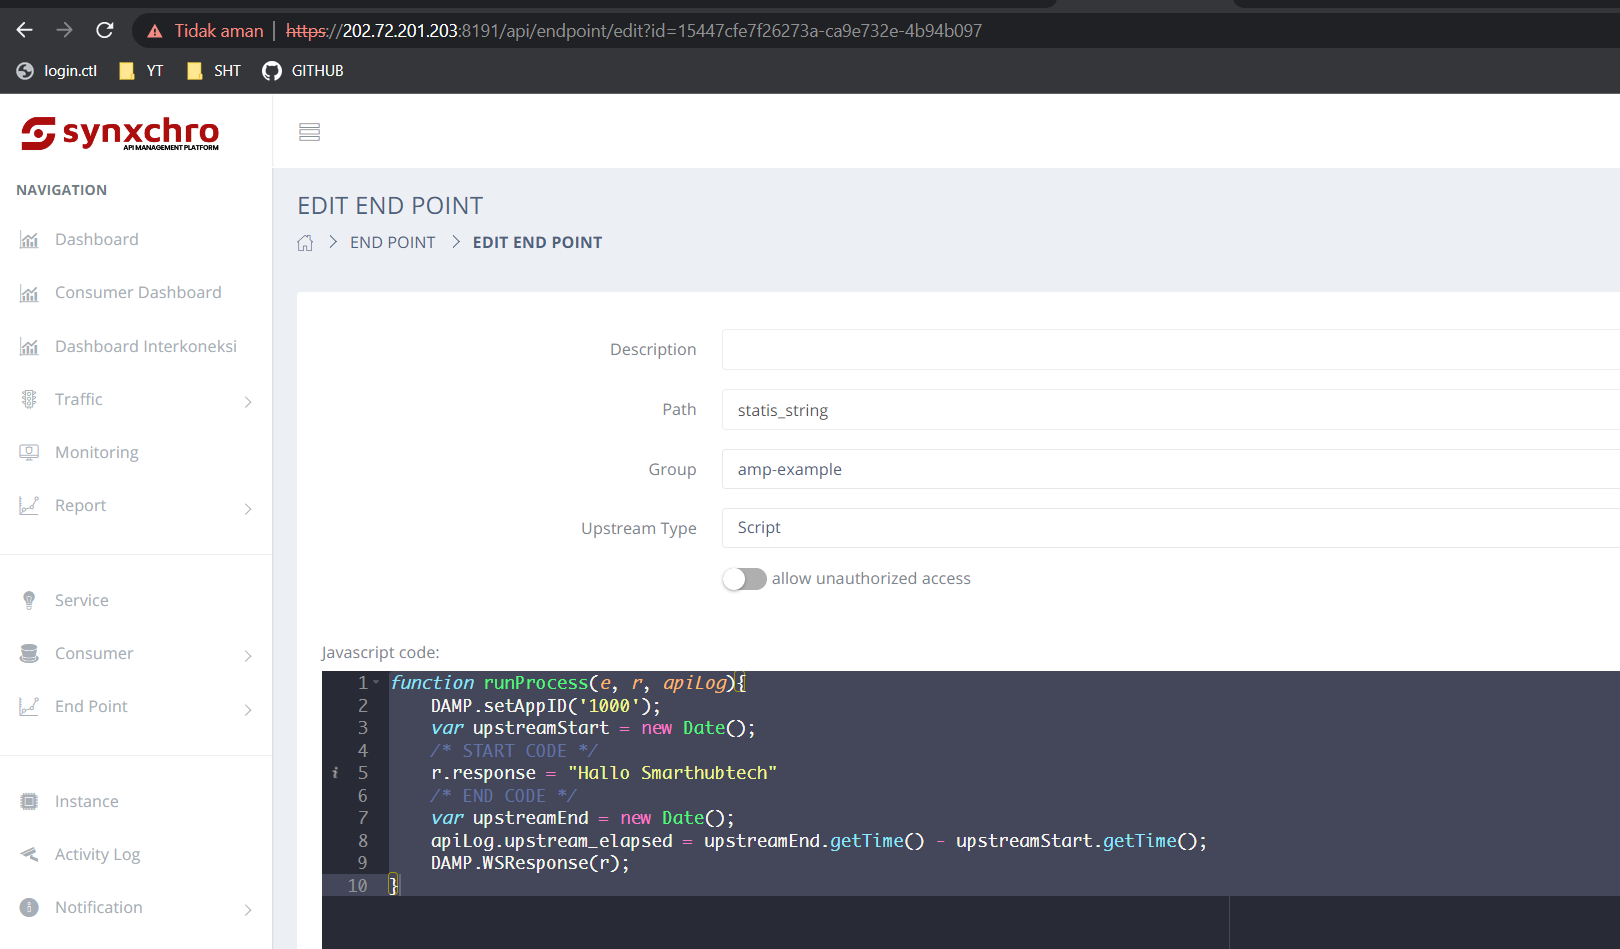 Tidak aman | https://202.72.201.203:8191/api/endpoint/edit?id=15447cfe7f26273a-ca9e732e-4b94b097
login.ctl YT SHT GITHUB
synxchro
API MANAGEMENT PLATFORM
NAVIGATION
Dashboard
Consumer Dashboard
Dashboard Interkoneksi
Traffic
Monitoring
Report
Service
Consumer
End Point
Instance
Activity Log
Notification
EDIT END POINT
END POINT > EDIT END POINT
Description
Path statis_string
Group amp-example
Upstream Type Script
allow unauthorized access
Javascript code:
1 function runProcess(e, r, apiLog){
2 DAMP.setAppID('1000');
3 var upstreamStart = new Date();
4 /* START CODE */
5 r.response = "Hallo Smarthubtech"
6 /* END CODE */
7 var upstreamEnd = new Date();
8 apiLog.upstream_elapsed = upstreamEnd.getTime() - upstreamStart.getTime();
9 DAMP.WSResponse(r);
10 }